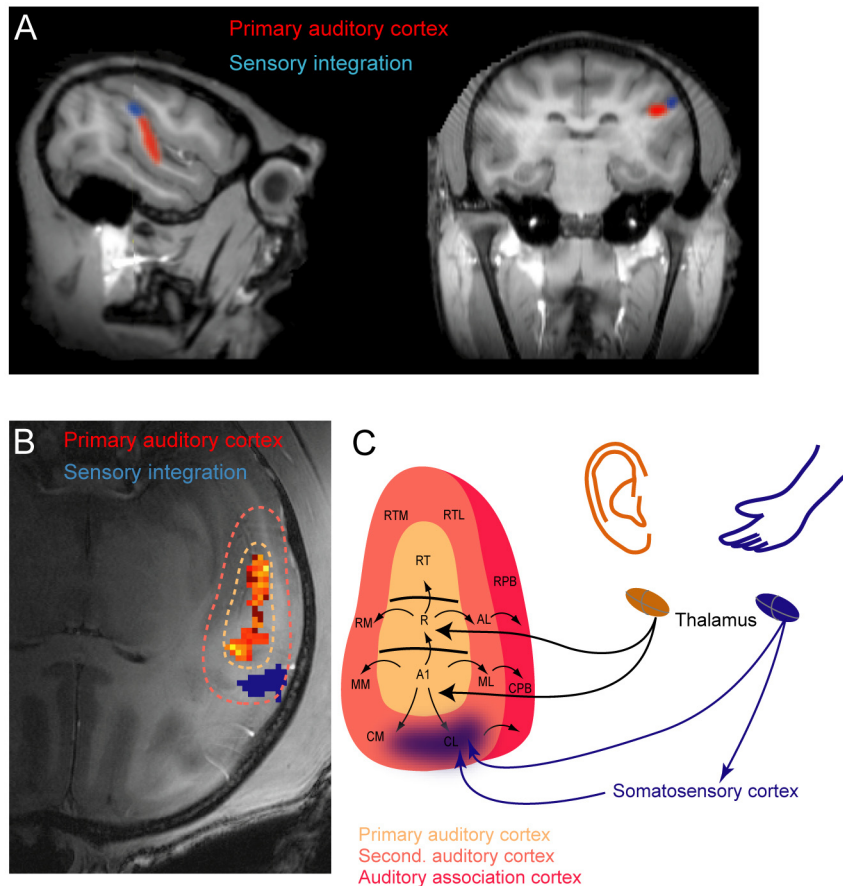 A
Primary auditory cortex
Sensory integration
B
Primary auditory cortex
Sensory integration
C
RTM
RTL
RT
RPB
RM
R
AL
MM
A1
ML
CPB
CM
CL
Thalamus
Somatosensory cortex
Primary auditory cortex
Second. auditory cortex
Auditory association cortex